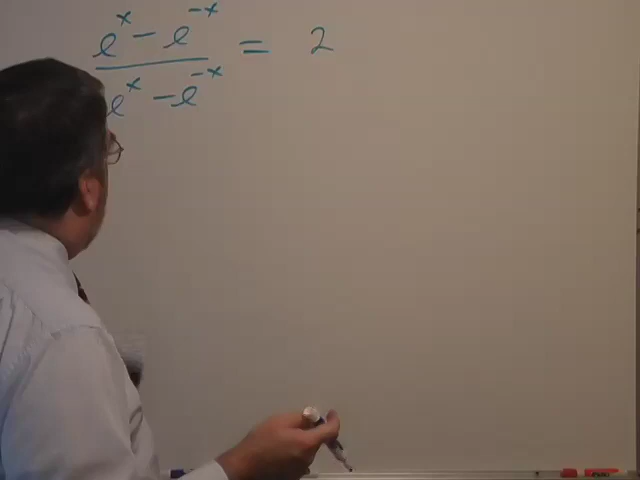 e^x - e^-x = 2
e^x - e^-x